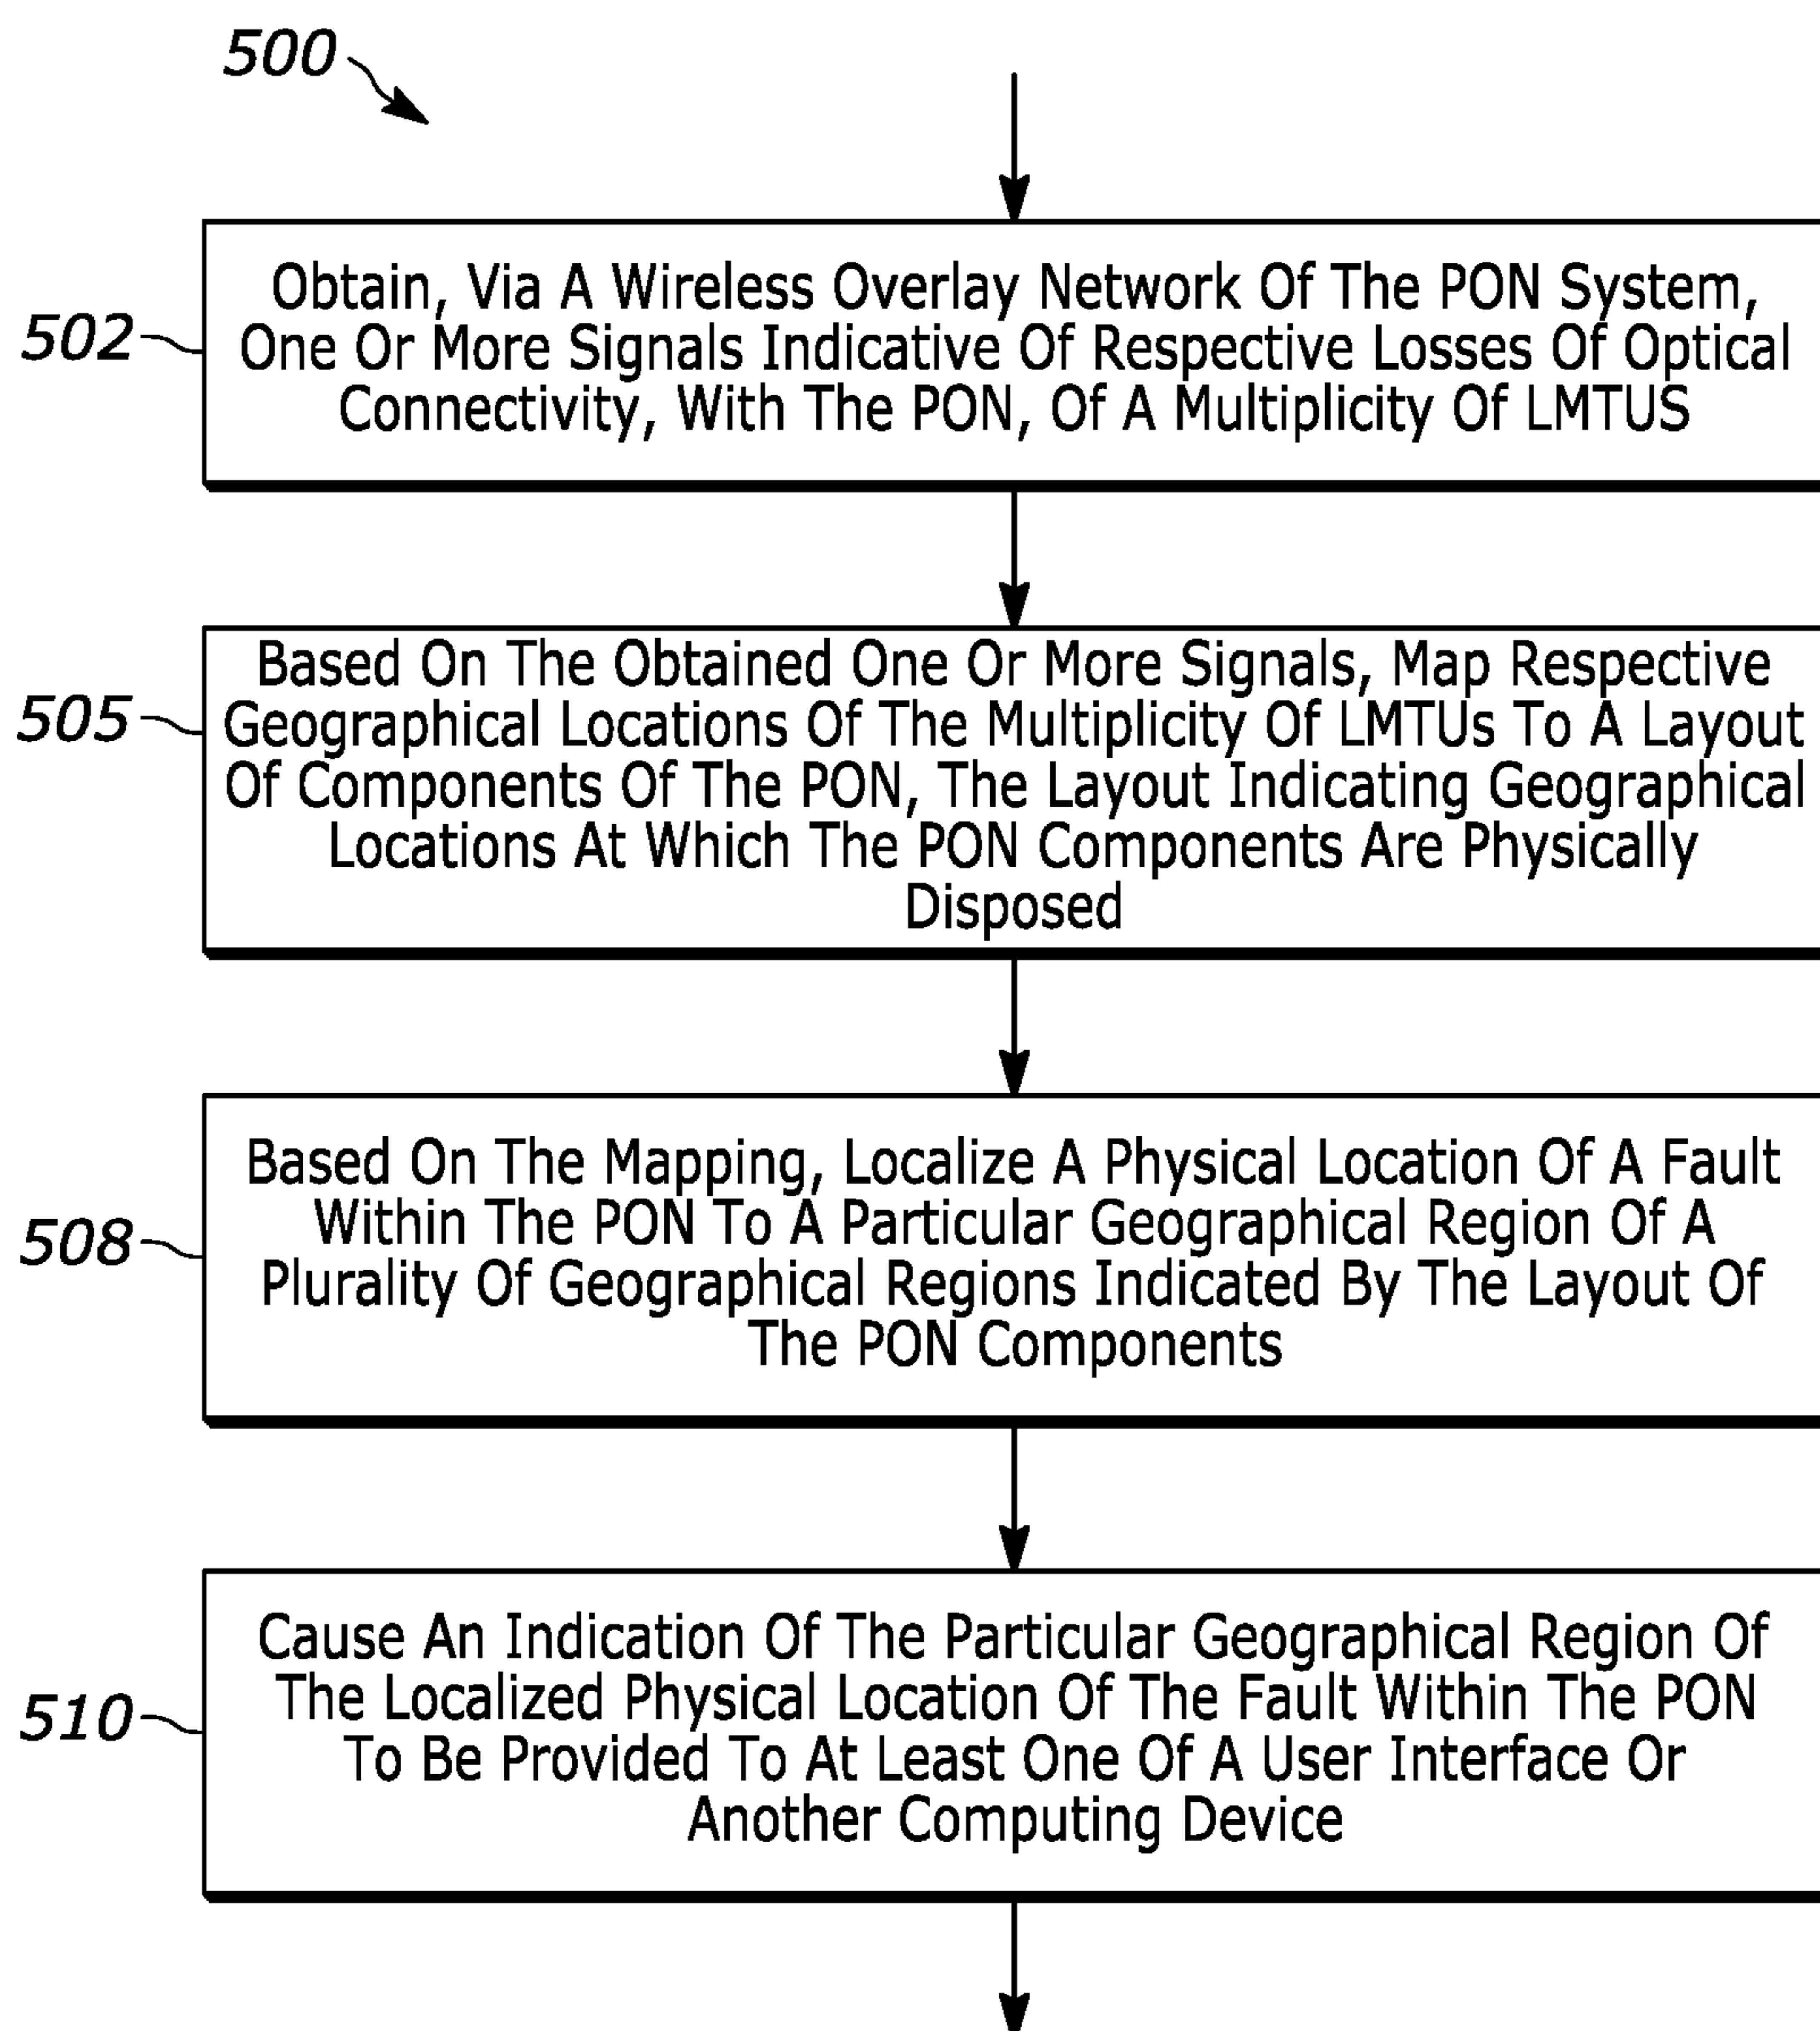 500
502
Obtain, Via A Wireless Overlay Network Of The PON System,
One Or More Signals Indicative Of Respective Losses Of Optical
Connectivity, With The PON, Of A Multiplicity Of LMTUS
505
Based On The Obtained One Or More Signals, Map Respective
Geographical Locations Of The Multiplicity Of LMTUs To A Layout
Of Components Of The PON, The Layout Indicating Geographical
Locations At Which The PON Components Are Physically
Disposed
508
Based On The Mapping, Localize A Physical Location Of A Fault
Within The PON To A Particular Geographical Region Of A
Plurality Of Geographical Regions Indicated By The Layout Of
The PON Components
510
Cause An Indication Of The Particular Geographical Region Of
The Localized Physical Location Of The Fault Within The PON
To Be Provided To At Least One Of A User Interface Or
Another Computing Device